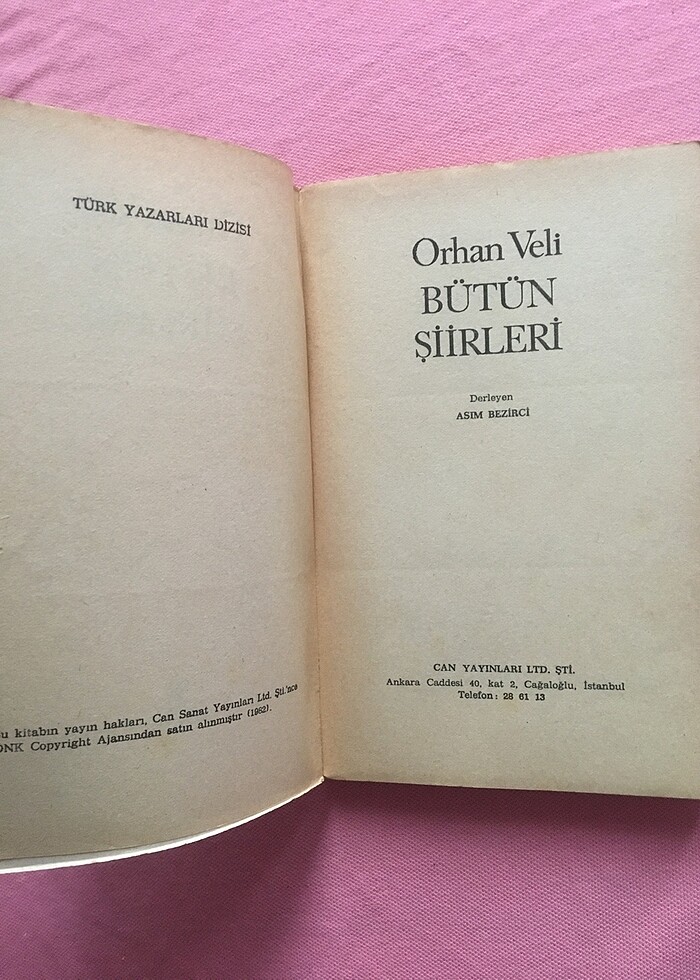 TÜRK YAZARLARI DİZİSİ
u kitabın yayın hakları, Can Sanat Yayınları Ltd. Şti.'nce
ONK Copyright Ajansından satın alınmıştır (1982).
Orhan Veli
BÜTÜN
ŞİİRLERİ
Derleyen
ASIM BEZİRCİ
CAN YAYINLARI LTD. ŞTİ.
Ankara Caddesi 40, kat 2, Cağaloğlu, İstanbul
Telefon: 28 61 13